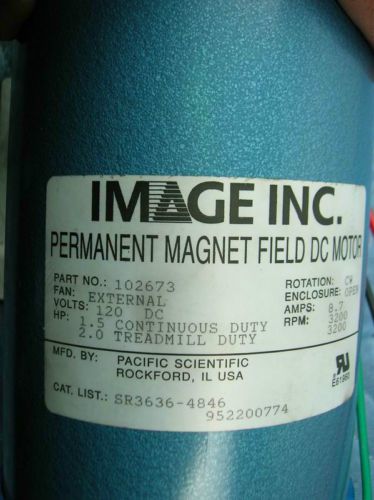 IMAGE INC.
PERMANENT MAGNET FIELD DC MOTOR
PART NO.: 102673
FAN: EXTERNAL
VOLTS: 120 DC
HP: 1.5 CONTINUOUS DUTY
2.0 TREADMILL DUTY
ROTATION: CW
ENCLOSURE: OPEN
AMPS: 8.7
RPM: 3200
3200
MFD. BY: PACIFIC SCIENTIFIC
ROCKFORD, IL USA
CAT. LIST.: SR3636-4846
952200774